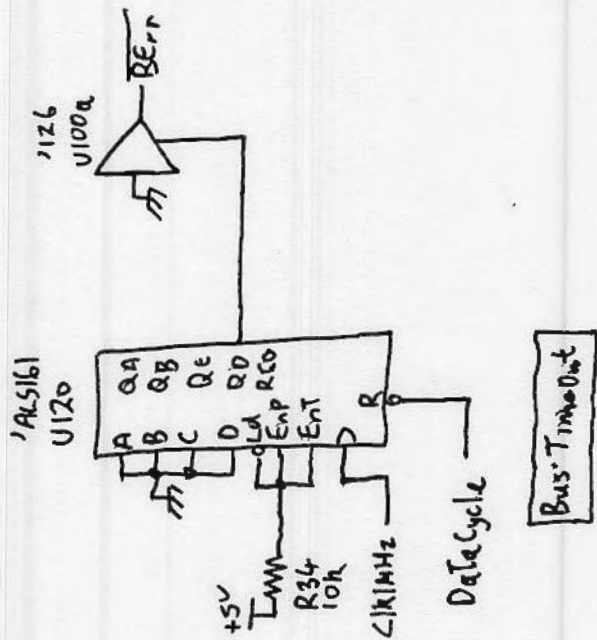 'ALS161
U120
A
B
C
D
Ld
EnP
EnT
R
QA
QB
QC
QD
RCO
'126
U100a
BErr
+5V
R34
10k
Clk1MHz
DataCycle
Bus TimeOut